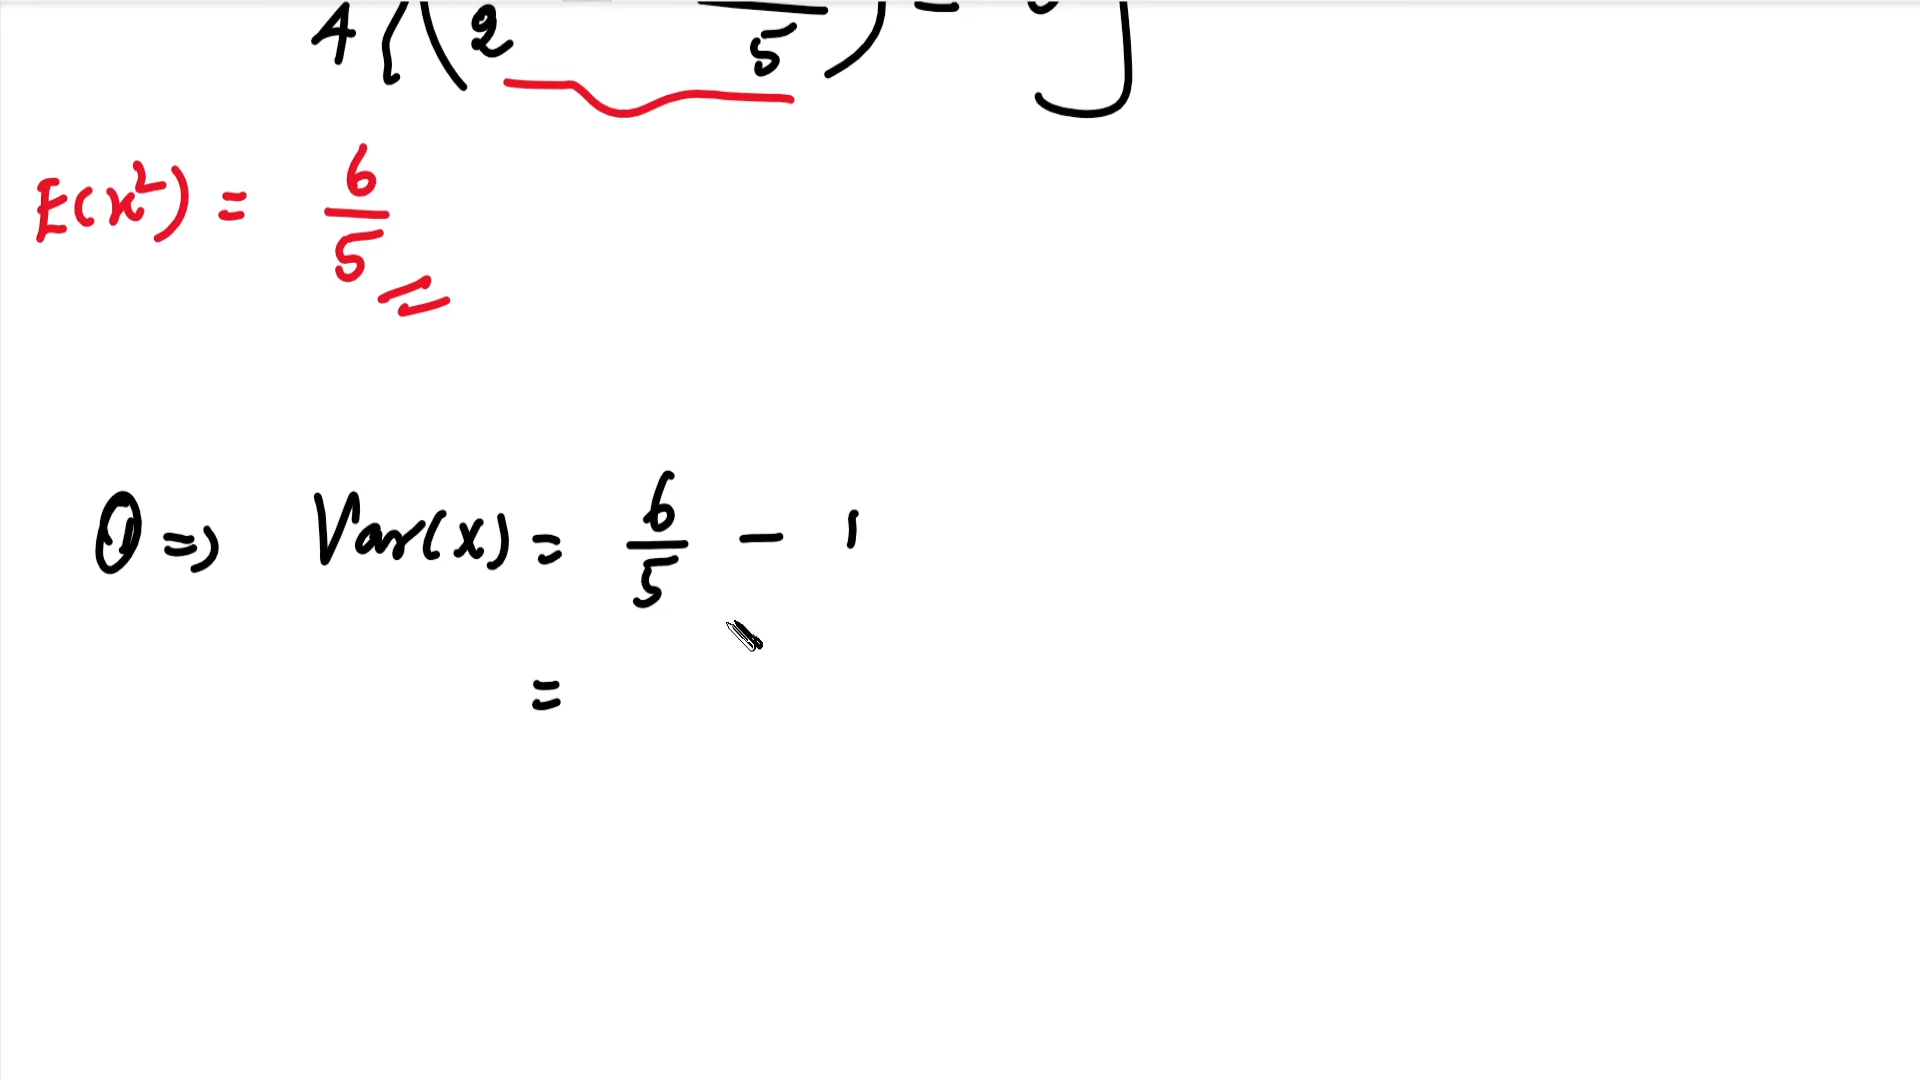 4{(2 5) - ]
E(x²) = 6/5
① ⇒ Var(x) = 6/5 - 1
=